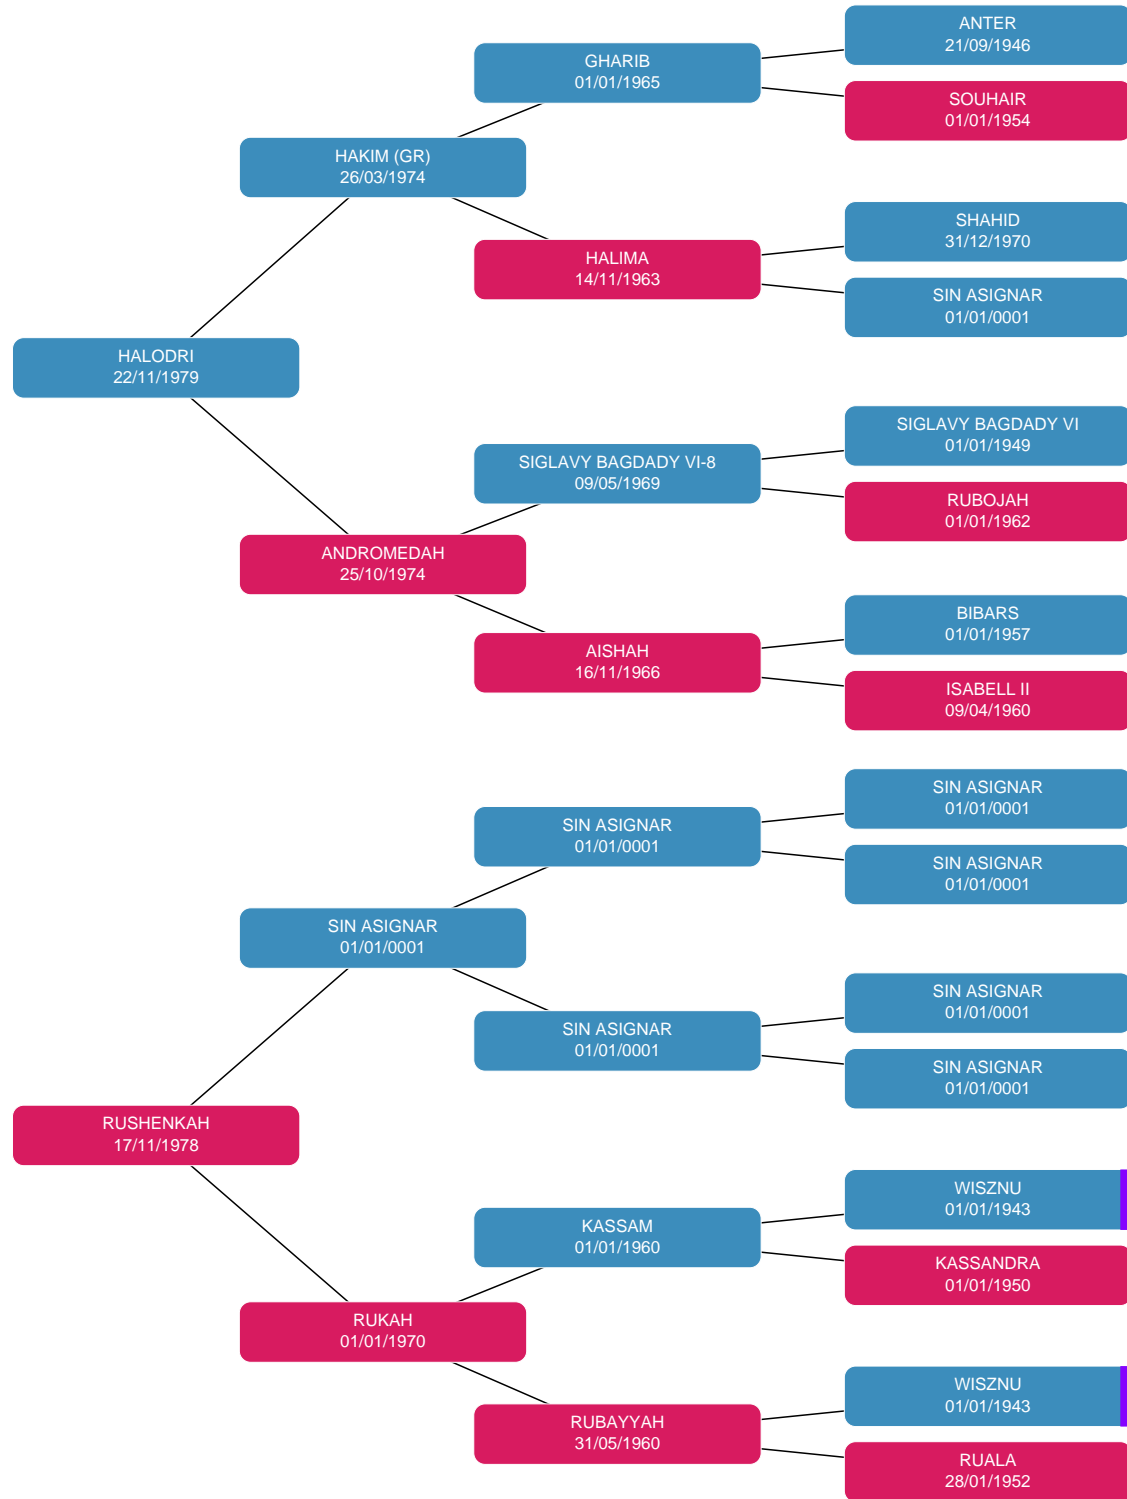 ANTER
21/09/1946
GHARIB
01/01/1965
SOUHAIR
01/01/1954
HAKIM (GR)
26/03/1974
SHAHID
31/12/1970
HALIMA
14/11/1963
SIN ASIGNAR
01/01/0001
HALODRI
22/11/1979
SIGLAVY BAGDADY VI
01/01/1949
SIGLAVY BAGDADY VI-8
09/05/1969
RUBOJAH
01/01/1962
ANDROMEDAH
25/10/1974
BIBARS
01/01/1957
AISHAH
16/11/1966
ISABELL II
09/04/1960
SIN ASIGNAR
01/01/0001
SIN ASIGNAR
01/01/0001
SIN ASIGNAR
01/01/0001
SIN ASIGNAR
01/01/0001
SIN ASIGNAR
01/01/0001
SIN ASIGNAR
01/01/0001
SIN ASIGNAR
01/01/0001
RUSHENKAH
17/11/1978
WISZNU
01/01/1943
KASSAM
01/01/1960
KASSANDRA
01/01/1950
RUKAH
01/01/1970
WISZNU
01/01/1943
RUBAYYAH
31/05/1960
RUALA
28/01/1952